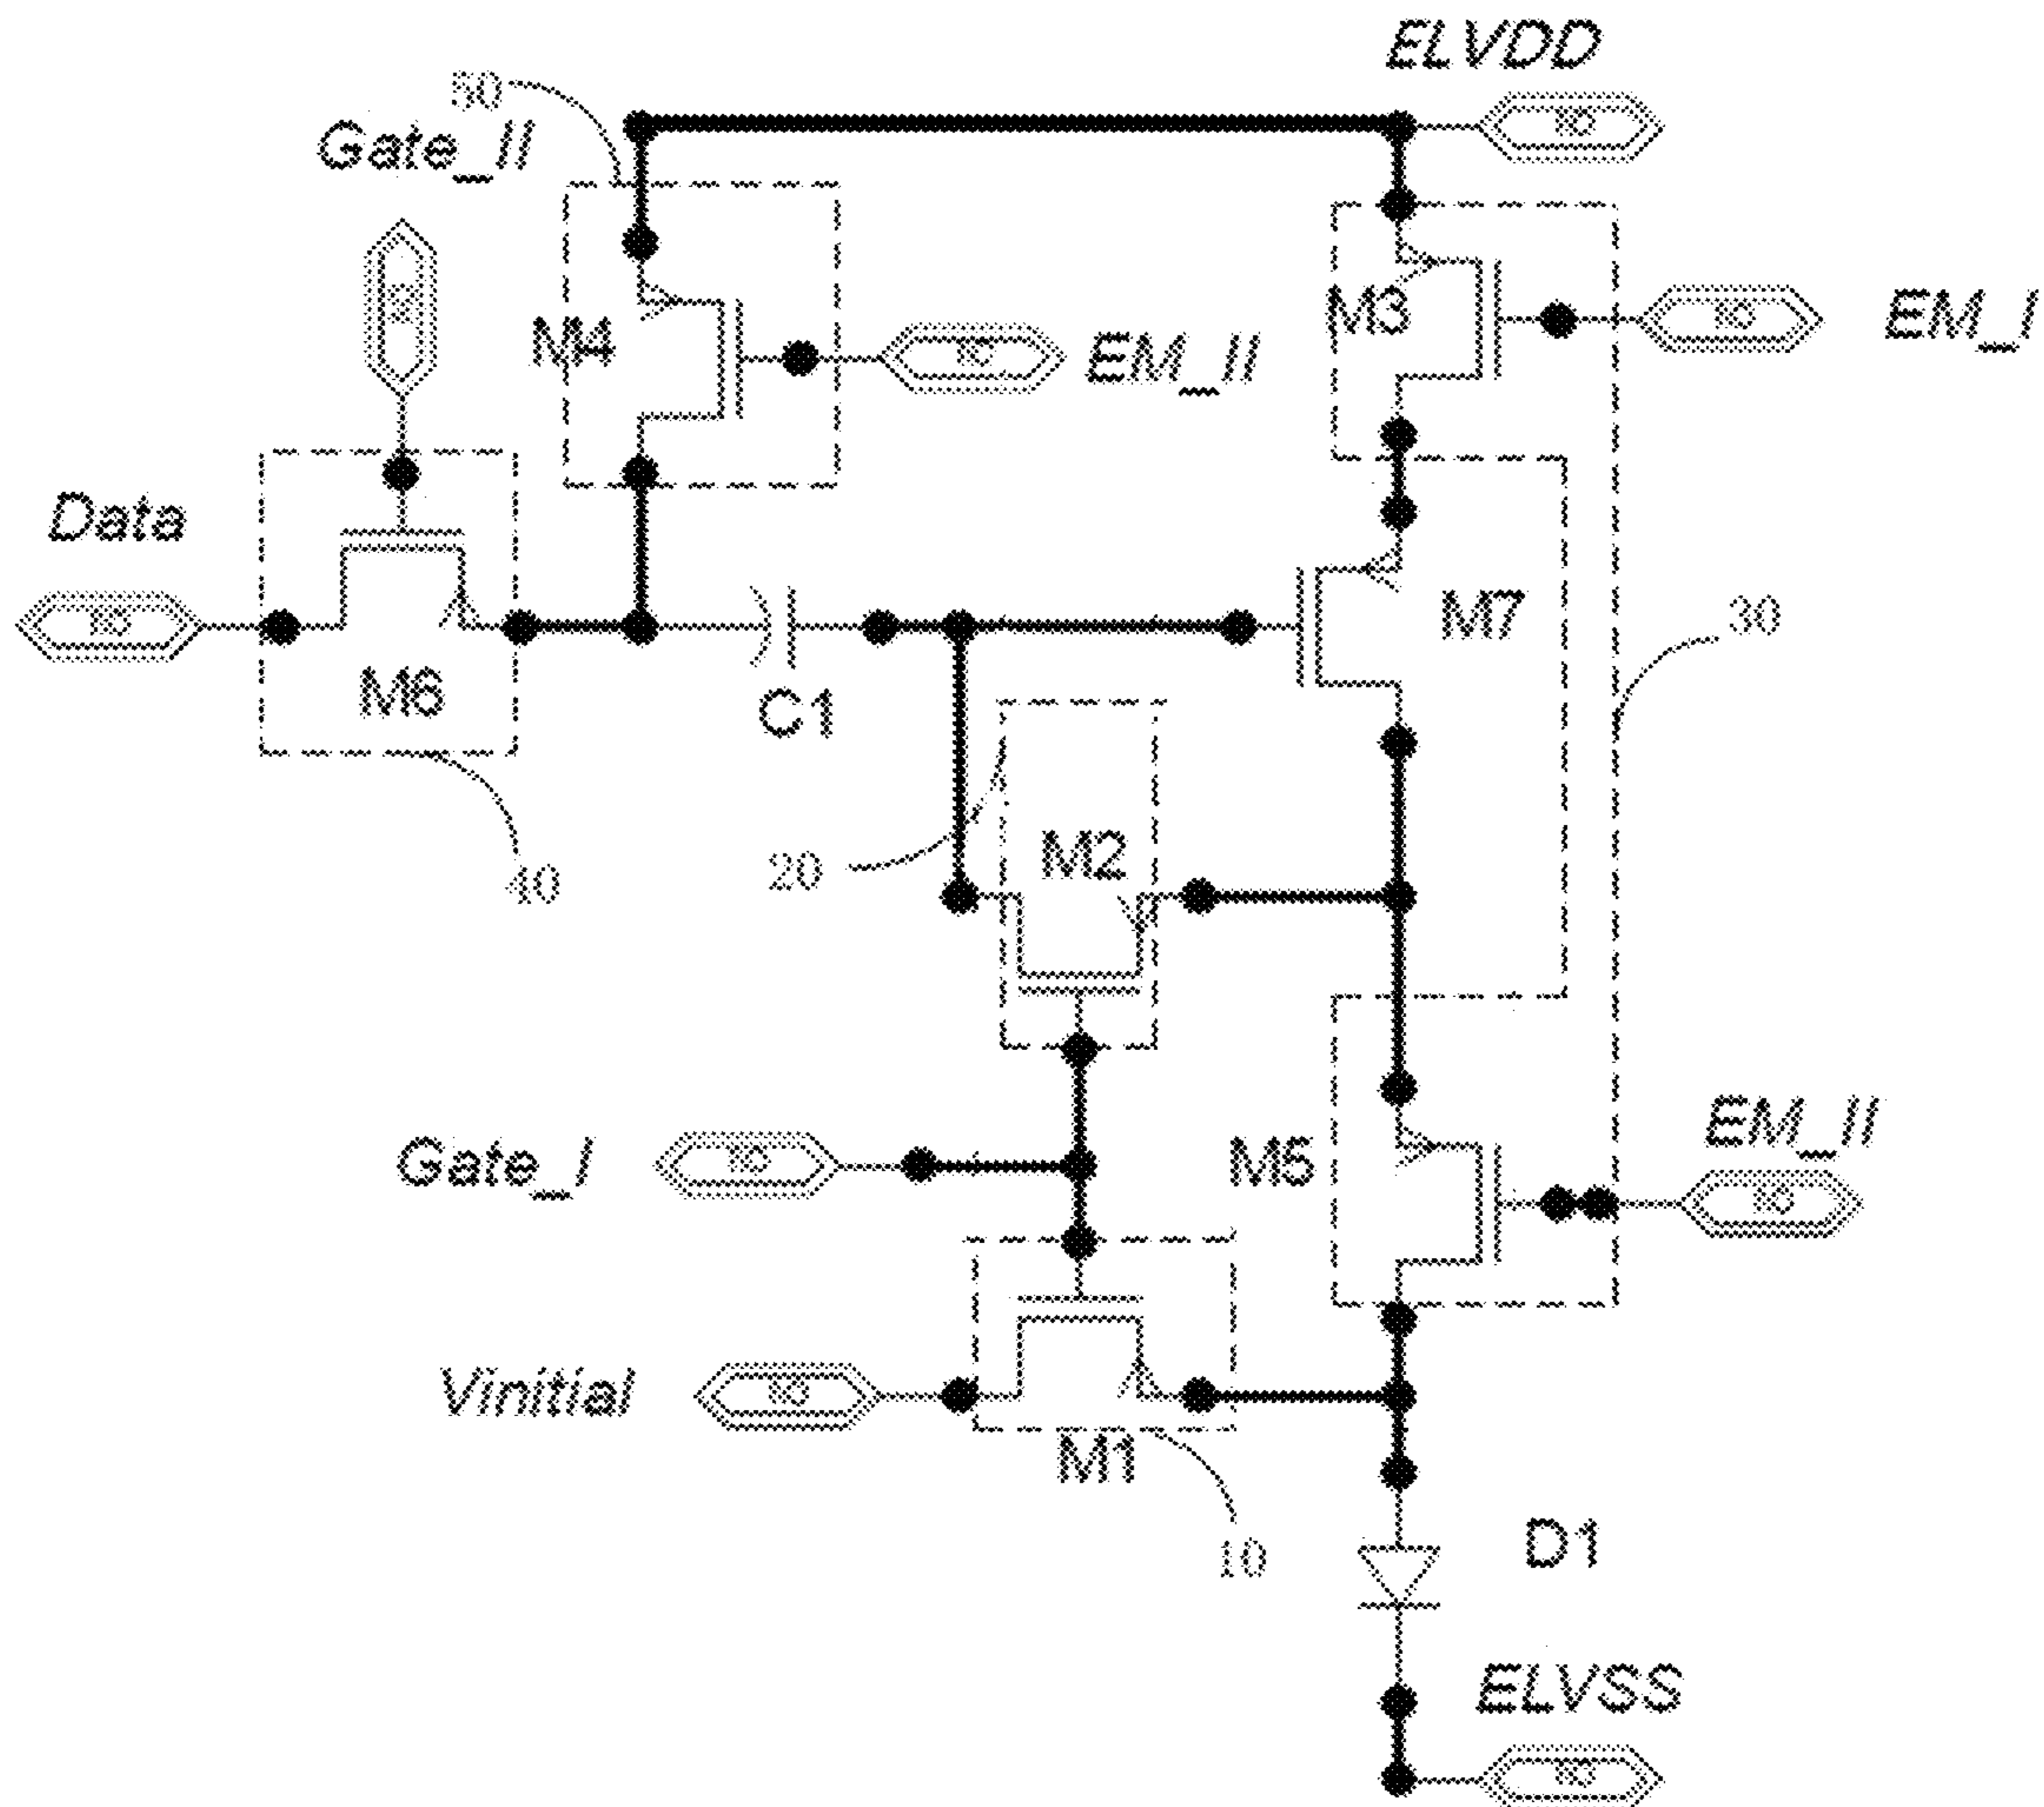 ELVDD
50
Gate_II
M4
EM_II
M3
EM_I
Data
M6
C1
M7
30
40
20
M2
Gate_I
M5
EM_II
Vinitial
M1
10
D1
ELVSS